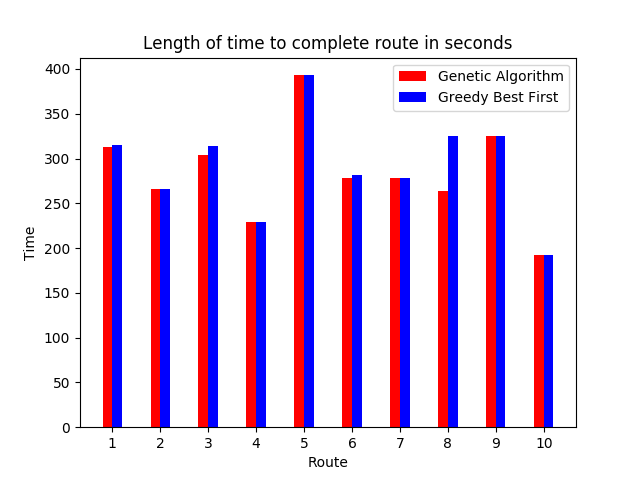 Length of time to complete route in seconds
Genetic Algorithm
Greedy Best First
400
350
300
250
200
150
100
50
0
Time
1 2 3 4 5 6 7 8 9 10
Route